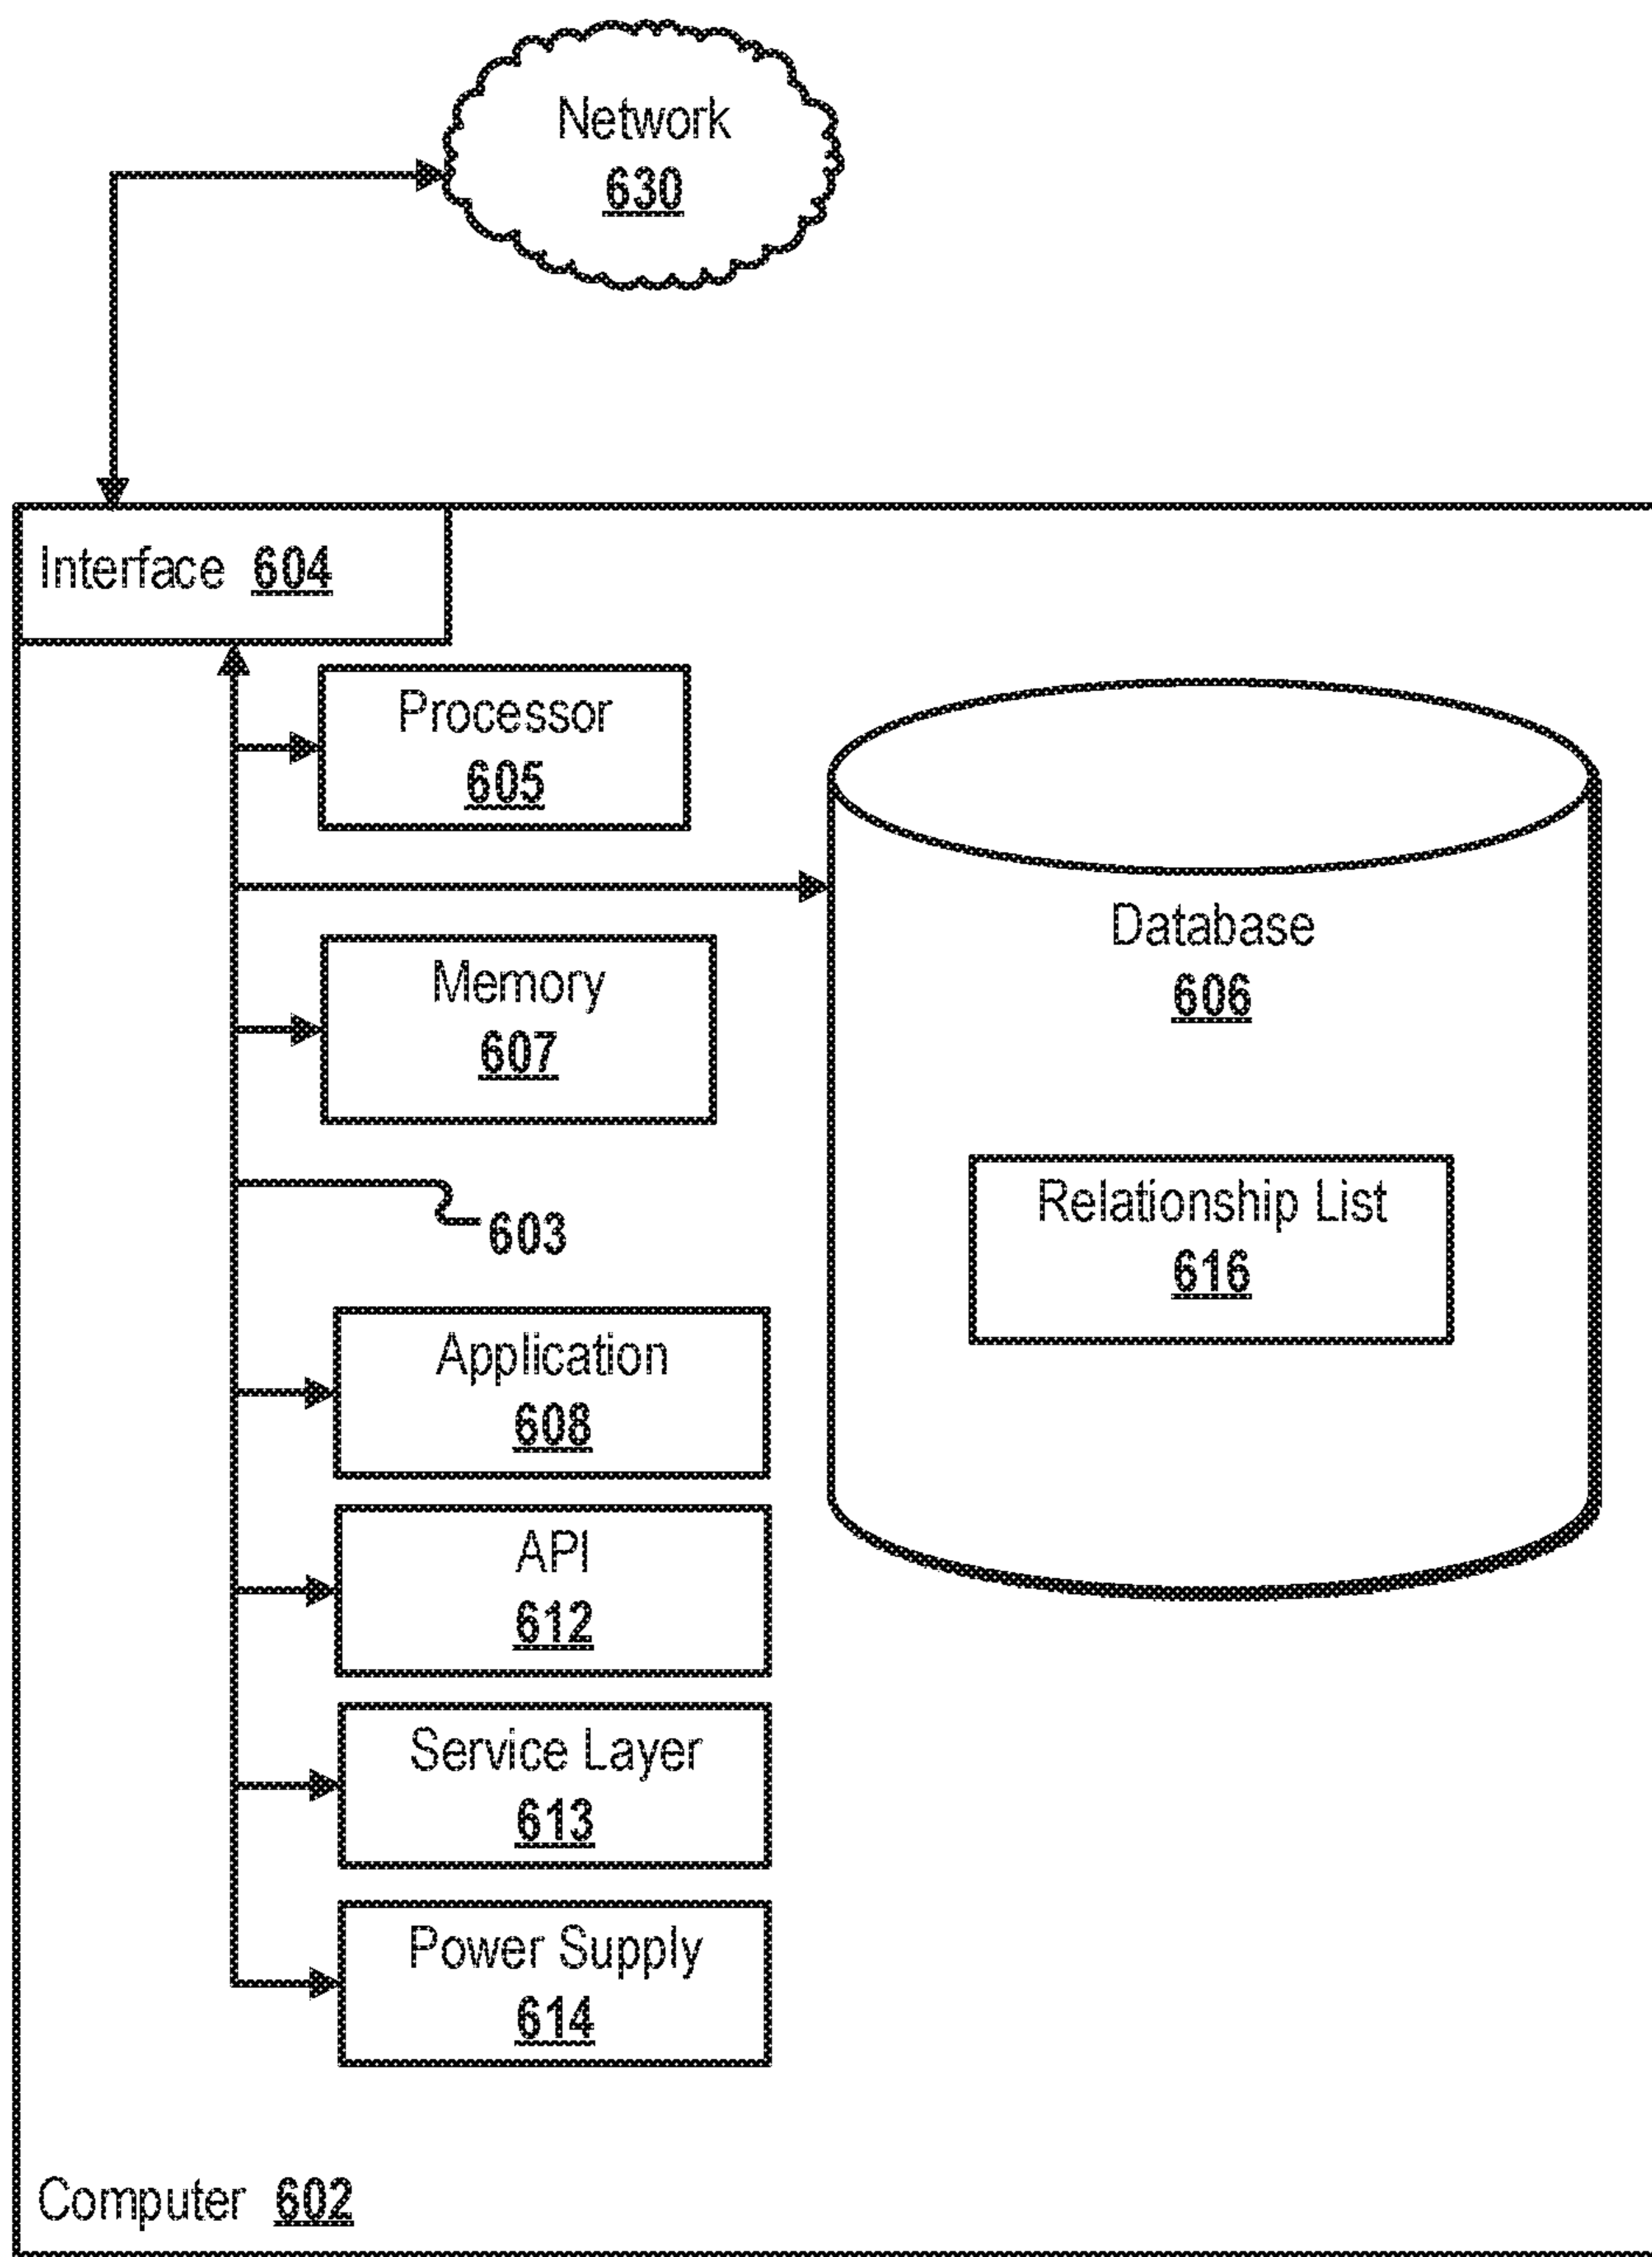 Network
630
Interface 604
Processor
605
Database
606
Memory
607
Relationship List
616
603
Application
608
API
612
Service Layer
613
Power Supply
614
Computer 602